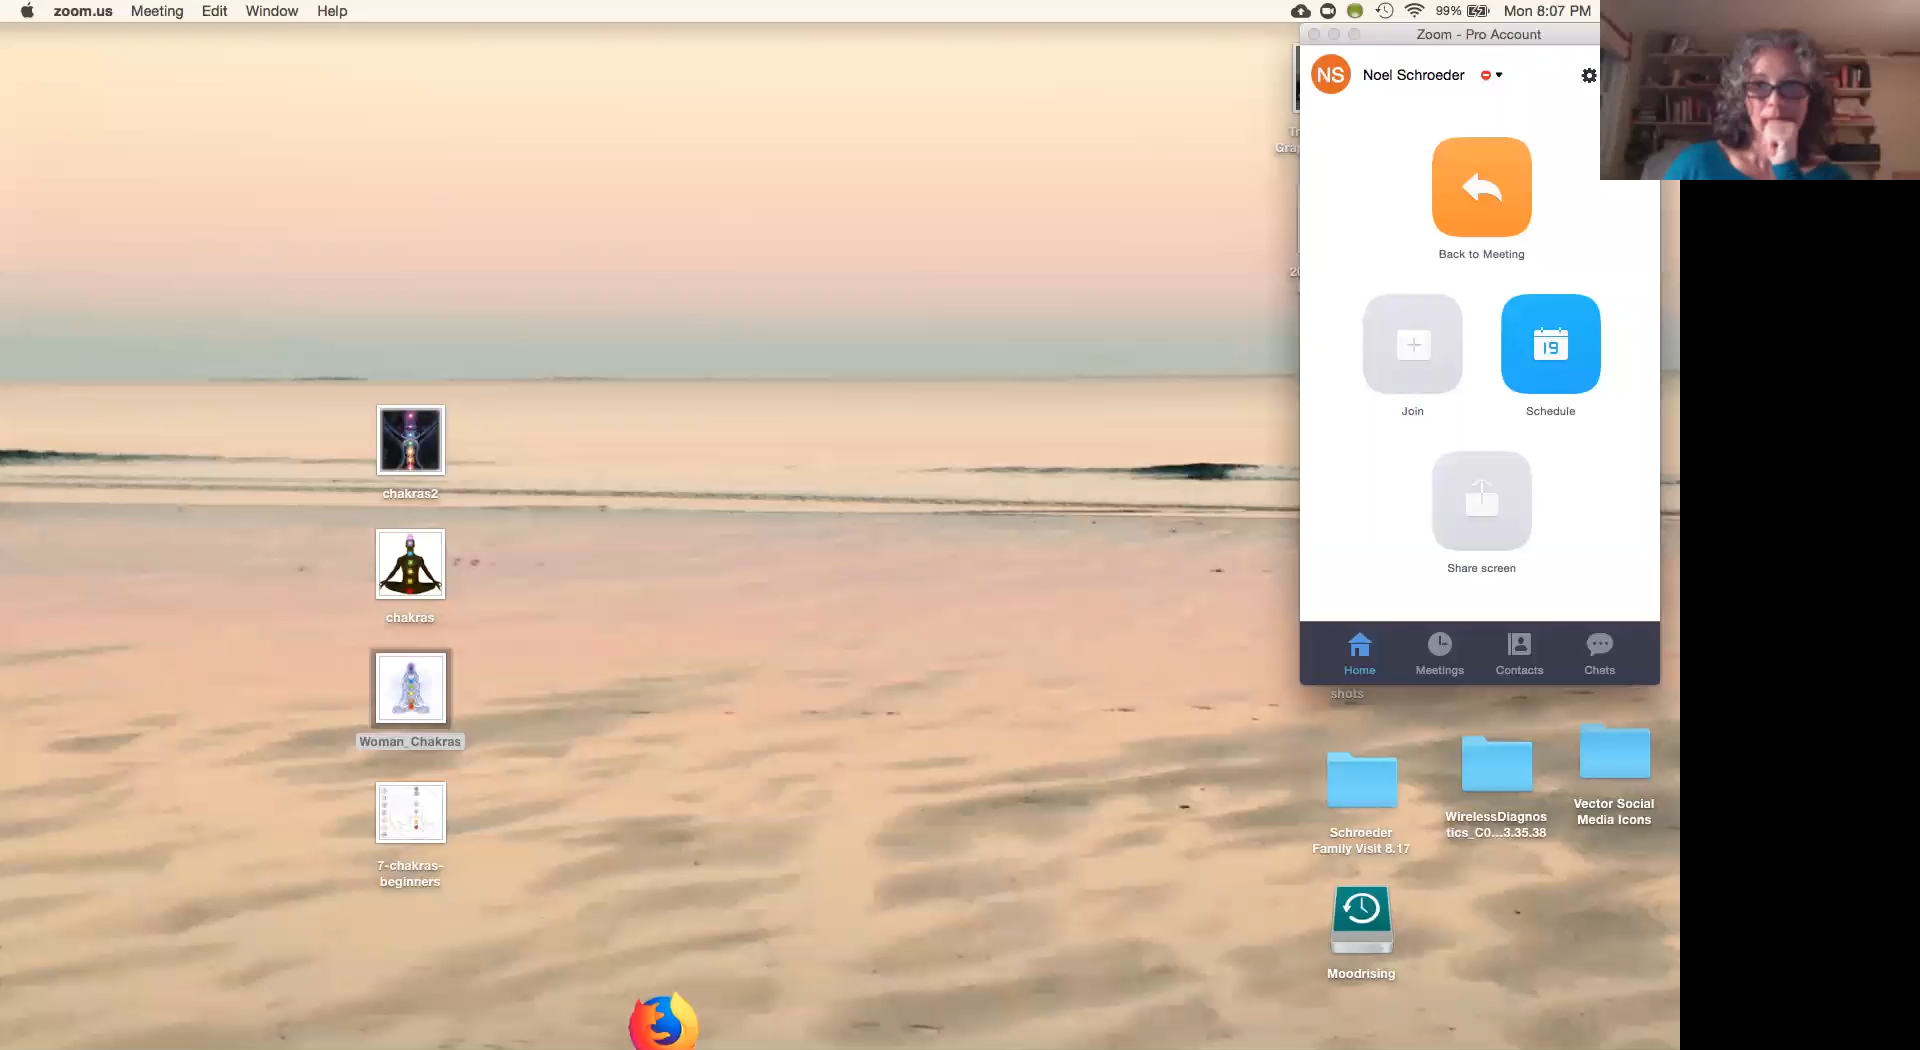 zoom.us Meeting Edit Window Help
99% Mon 8:07 PM
Zoom - Pro Account
NS Noel Schroeder
Back to Meeting
19
Join Schedule
Share screen
Home Meetings Contacts Chats
shots
chakras2
chakras
Woman_Chakras
7-chakras-
beginners
Schroeder
Family Visit 8.17
WirelessDiagnos
tics_C0...3.35.38
Vector Social
Media Icons
Moodrising